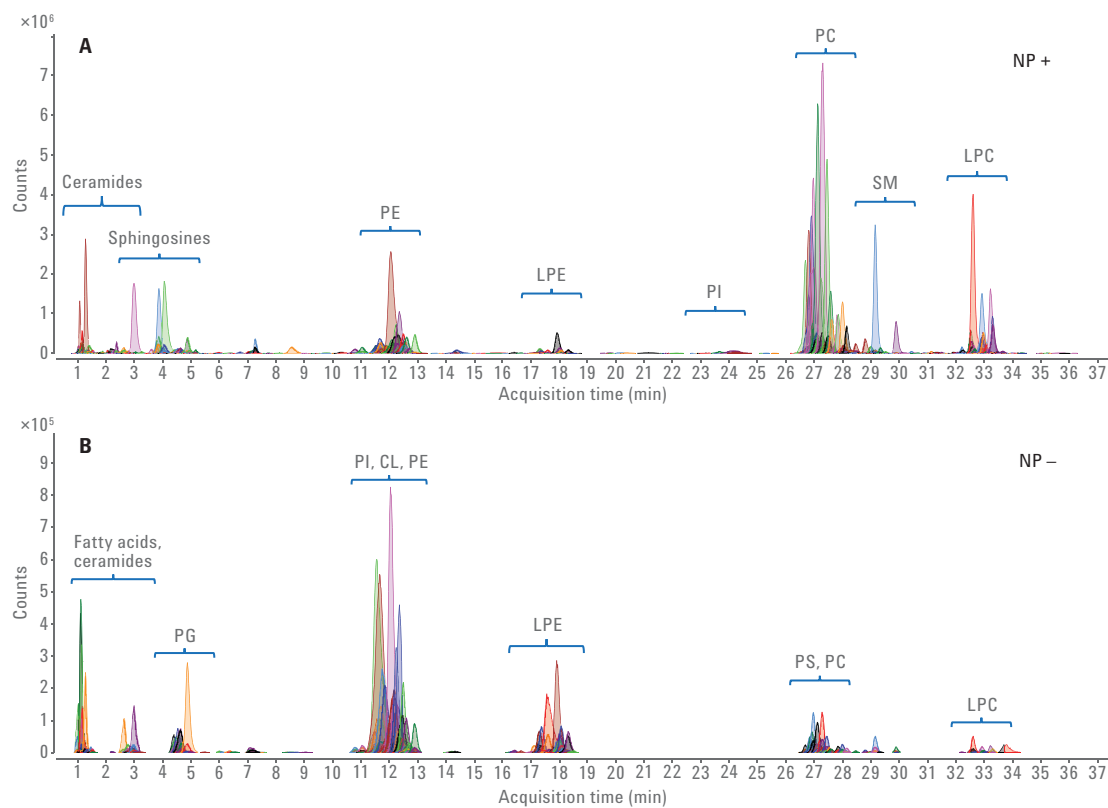 ×10⁶
A
PC
NP +
7
6
5
LPC
Ceramides
SM
4
PE
Sphingosines
3
LPE
PI
2
1
0
Counts
1 2 3 4 5 6 7 8 9 10 11 12 13 14 15 16 17 18 19 20 21 22 23 24 25 26 27 28 29 30 31 32 33 34 35 36 37
Acquisition time (min)
×10⁵
B
PI, CL, PE
NP –
9
8
7
Fatty acids,
ceramides
6
5
4
PG
LPE
3
PS, PC
2
LPC
1
0
Counts
1 2 3 4 5 6 7 8 9 10 11 12 13 14 15 16 17 18 19 20 21 22 23 24 25 26 27 28 29 30 31 32 33 34 35 36 37
Acquisition time (min)